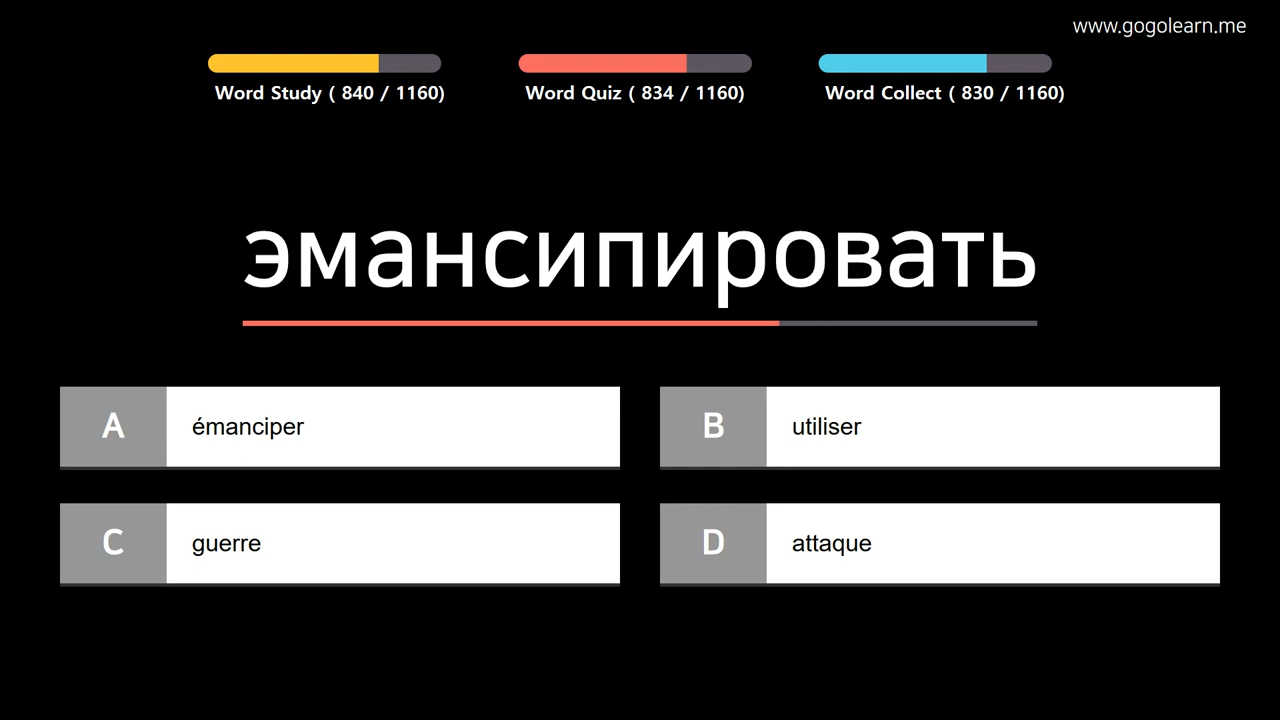 www.gogolearn.me
Word Study ( 840 / 1160)
Word Quiz ( 834 / 1160)
Word Collect ( 830 / 1160)
эмансипировать
A émanciper
B utiliser
C guerre
D attaque